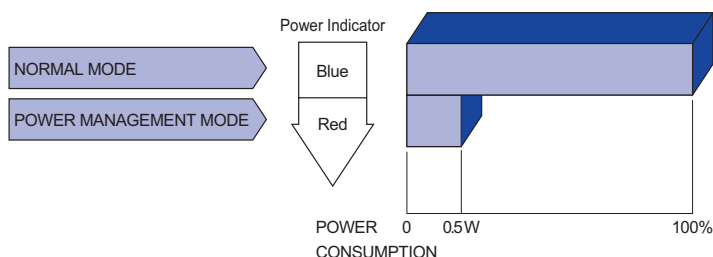 Power Indicator
NORMAL MODE
Blue
POWER MANAGEMENT MODE
Red
POWER 0 0.5W 100%
CONSUMPTION